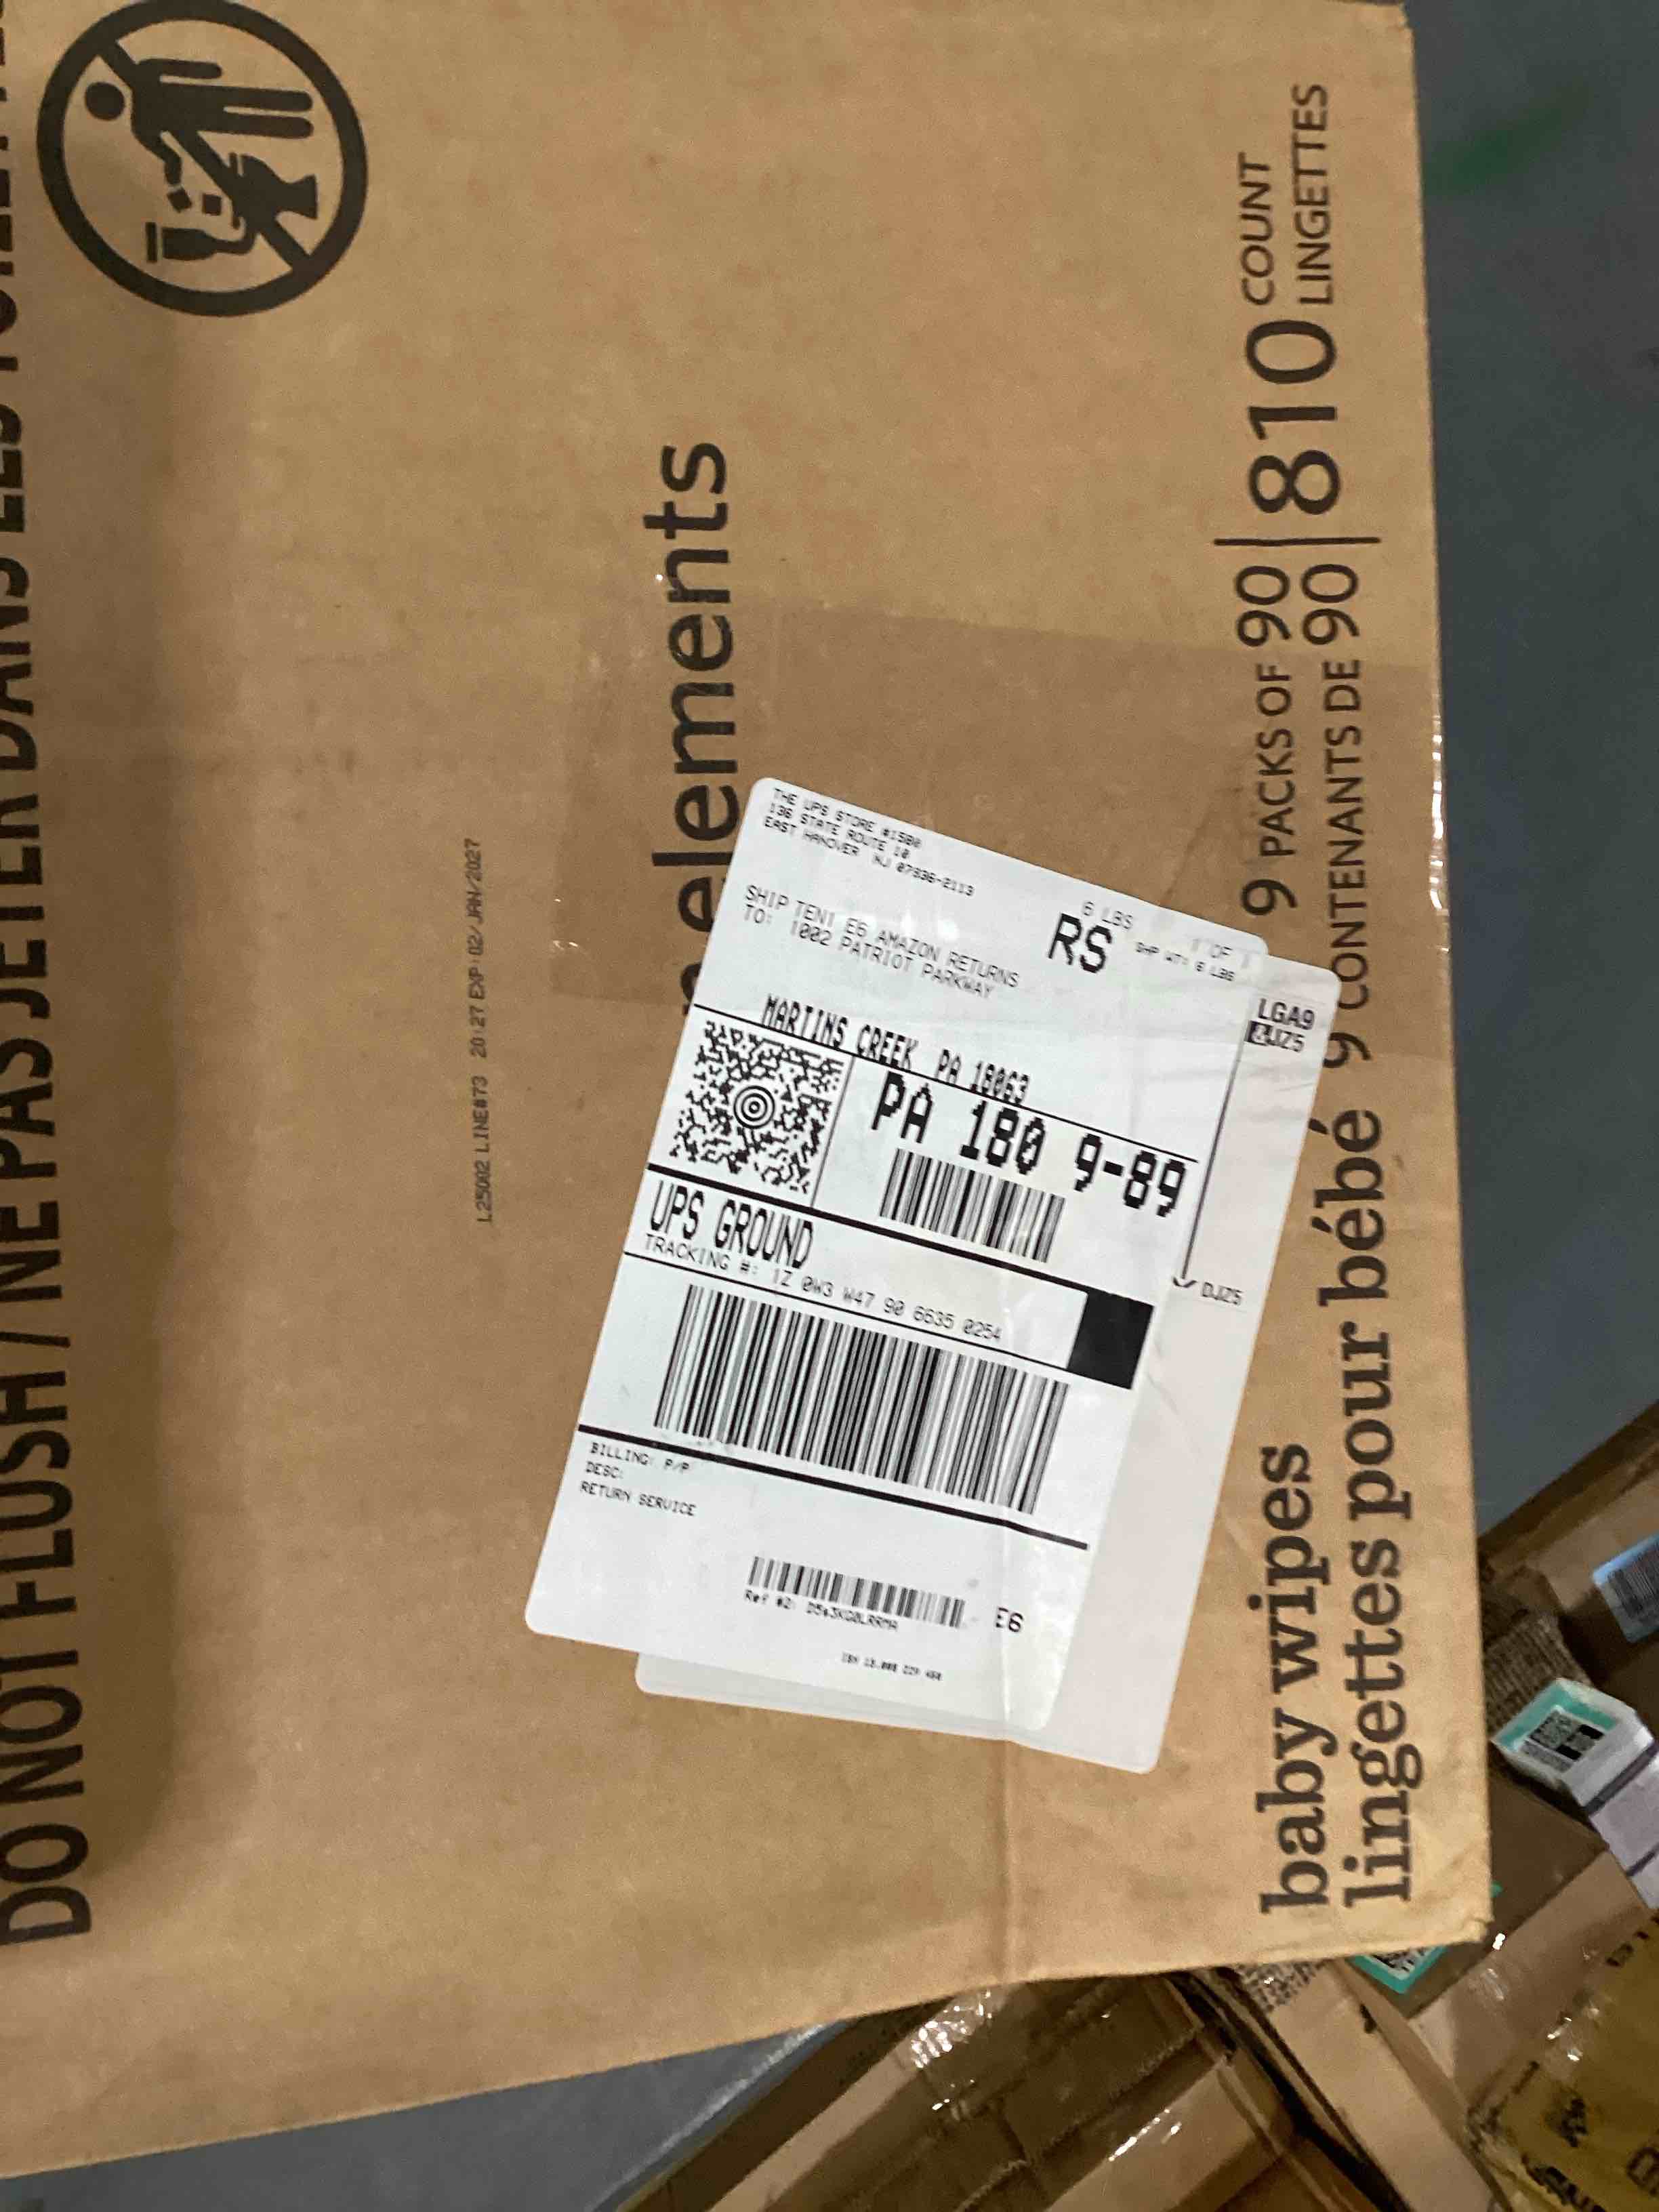 DO NOT FLUSH / NE PAS JETER DANS LES
L25002 LINE#73 20:27 EXP:02/JAN/2027
elements
THE UPS STORE #1580
136 STATE ROUTE 10
EAST HANOVER NJ 07936-2113
6 LBS
RS
SHP WT: 6 LBS
OF
SHIP TEN1 E6 AMAZON RETURNS
TO: 1002 PATRIOT PARKWAY
MARTINS CREEK PA 18063
PA 180 9-89
UPS GROUND
TRACKING #: 1Z 0W3 W47 90 6635 0254
BILLING: P/P
DESC:
RETURN SERVICE
E6
LGA9
DJZ5
baby wipes
lingettes pour bébé
9 PACKS OF 90
9 CONTENANTS DE 90
810 COUNT
LINGETTES